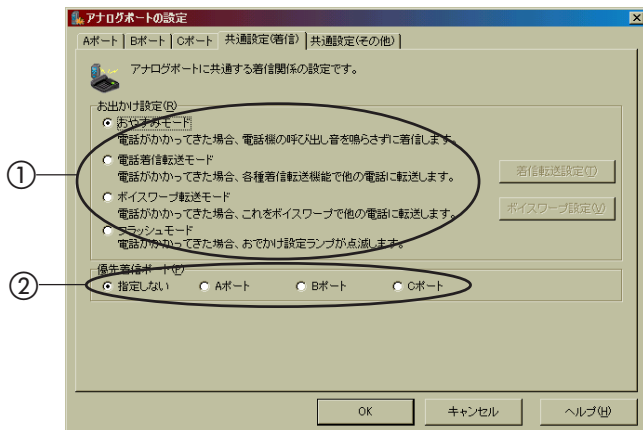 アナログポートの設定
Aポート Bポート Cポート 共通設定(着信) 共通設定(その他)
アナログポートに共通する着信関係の設定です。
お出かけ設定(R)
おやすみモード
電話がかかってきた場合、電話機の呼び出し音を鳴らさずに着信します。
電話着信転送モード
電話がかかってきた場合、各種着信転送機能で他の電話に転送します。
着信転送設定(T)
ボイスワープ転送モード
電話がかかってきた場合、これをボイスワープで他の電話に転送します。
ボイスワープ設定(V)
フラッシュモード
電話がかかってきた場合、おでかけ設定ランプが点滅します。
①
優先着信ポート(P)
指定しない Aポート Bポート Cポート
②
OK キャンセル ヘルプ(H)